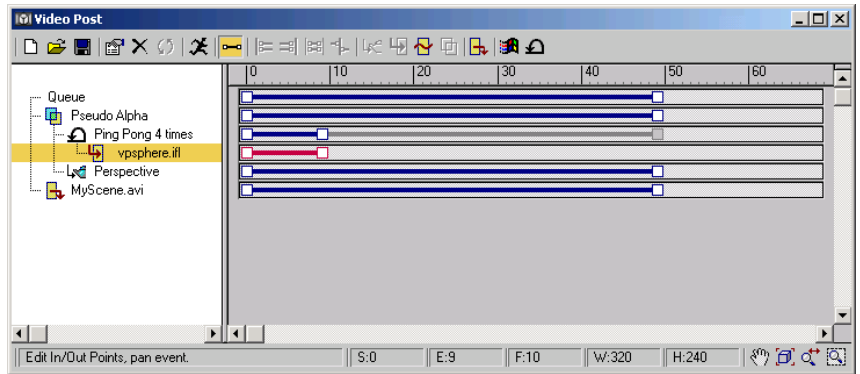 Video Post
0 10 20 30 40 50 60
Queue
Pseudo Alpha
Ping Pong 4 times
vpsphere.ifl
Perspective
MyScene.avi
Edit In/Out Points, pan event. S:0 E:9 F:10 W:320 H:240